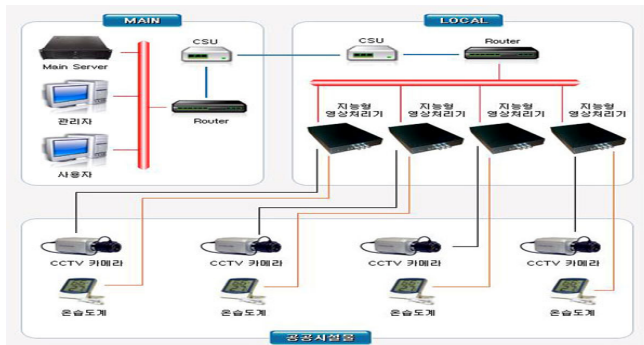 MAIN
LOCAL
CSU
CSU
Router
Main Server
관리자
Router
사용자
지능형
영상처리기
지능형
영상처리기
지능형
영상처리기
지능형
영상처리기
CCTV 카메라
CCTV 카메라
CCTV 카메라
CCTV 카메라
온습도계
온습도계
온습도계
온습도계
공공시설물